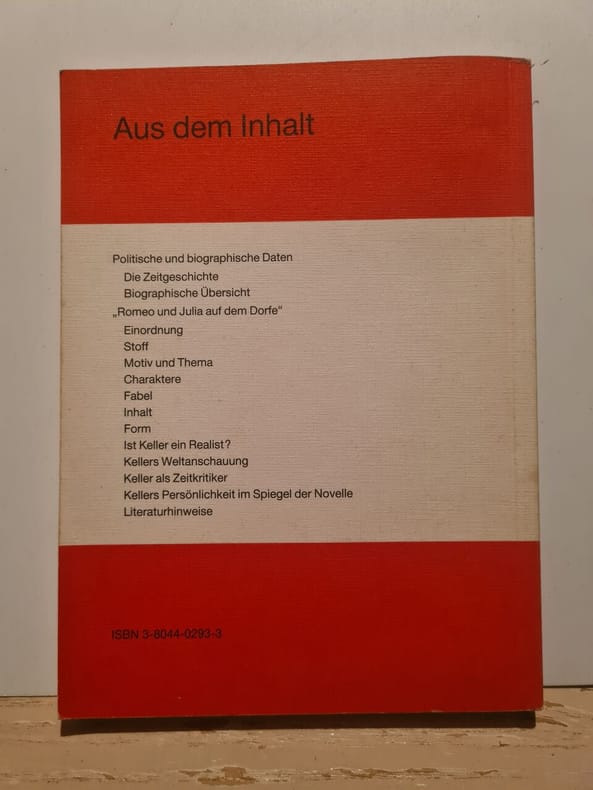 Aus dem Inhalt
Politische und biographische Daten
Die Zeitgeschichte
Biographische Übersicht
„Romeo und Julia auf dem Dorfe“
Einordnung
Stoff
Motiv und Thema
Charaktere
Fabel
Inhalt
Form
Ist Keller ein Realist?
Kellers Weltanschauung
Keller als Zeitkritiker
Kellers Persönlichkeit im Spiegel der Novelle
Literaturhinweise
ISBN 3-8044-0293-3